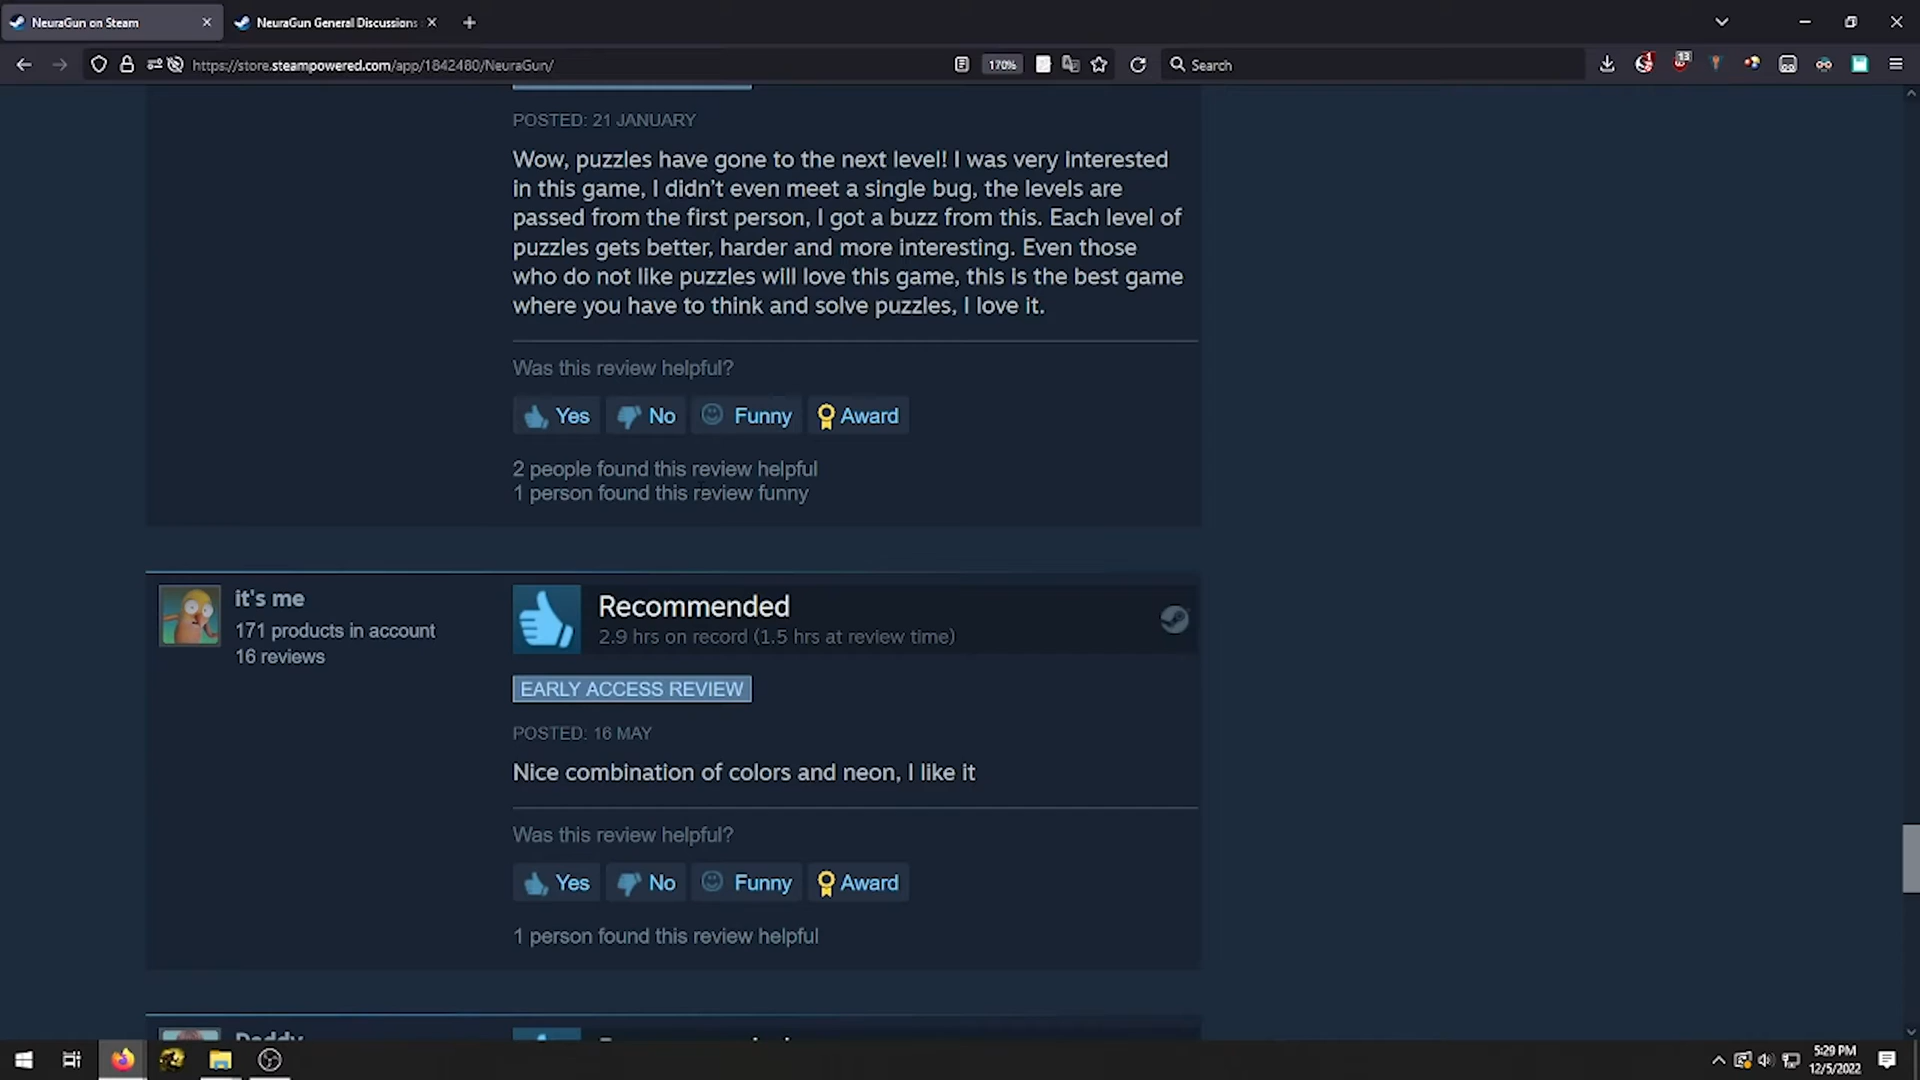 NeuraGun on Steam
NeuraGun General Discussions
https://store.steampowered.com/app/1842480/NeuraGun/
170%
Search
13
POSTED: 21 JANUARY
Wow, puzzles have gone to the next level! I was very interested
in this game, I didn't even meet a single bug, the levels are
passed from the first person, I got a buzz from this. Each level of
puzzles gets better, harder and more interesting. Even those
who do not like puzzles will love this game, this is the best game
where you have to think and solve puzzles, I love it.
Was this review helpful?
Yes No Funny Award
2 people found this review helpful
1 person found this review funny
it's me
171 products in account
16 reviews
Recommended
2.9 hrs on record (1.5 hrs at review time)
EARLY ACCESS REVIEW
POSTED: 16 MAY
Nice combination of colors and neon, I like it
Was this review helpful?
Yes No Funny Award
1 person found this review helpful
Daddy
5:29 PM
12/5/2022